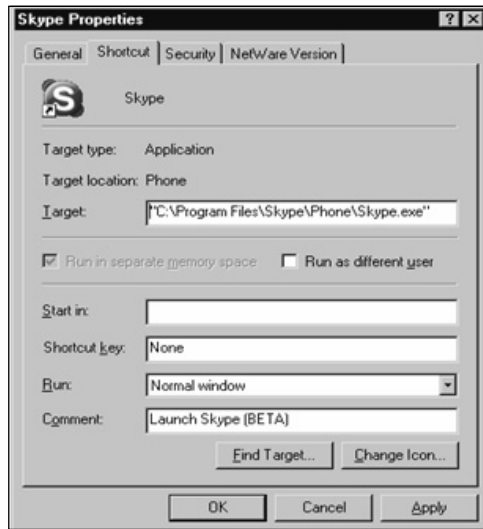 Skype Properties
General Shortcut Security NetWare Version
S Skype
Target type: Application
Target location: Phone
Target: "C:\Program Files\Skype\Phone\Skype.exe"
Run in separate memory space Run as different user
Start in:
Shortcut key: None
Run: Normal window
Comment: Launch Skype (BETA)
Find Target... Change Icon...
OK Cancel Apply